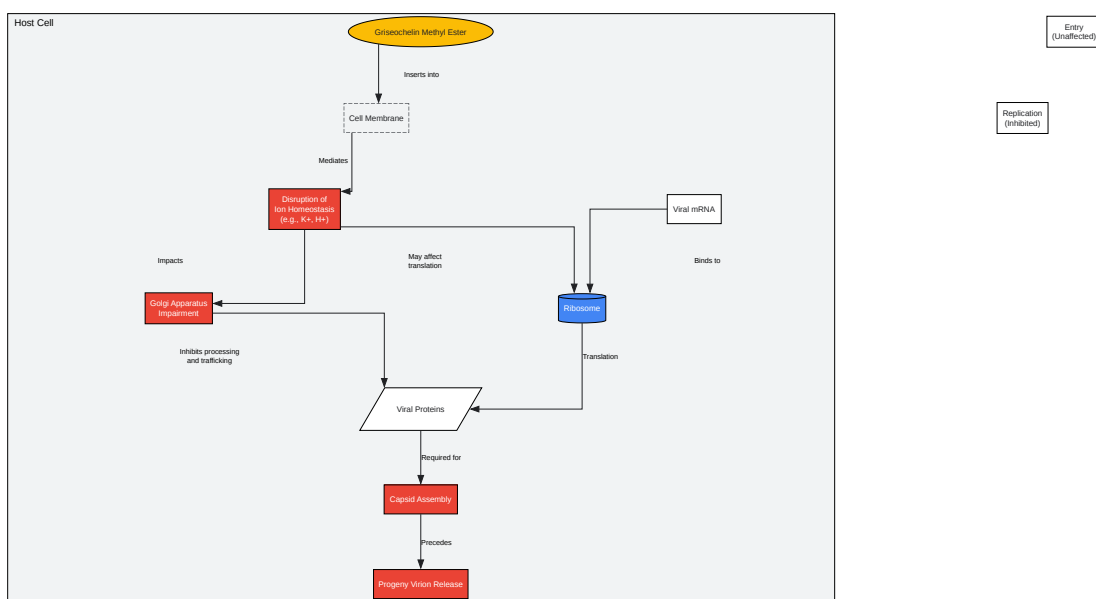 Host Cell
Griseochelin Methyl Ester
Entry
(Unaffected)
Inserts into
Cell Membrane
Replication
(Inhibited)
Mediates
Disruption of
Ion Homeostasis
(e.g., K+, H+)
Viral mRNA
Impacts
May affect
translation
Binds to
Golgi Apparatus
Impairment
Ribosome
Inhibits processing
and trafficking
Translation
Viral Proteins
Required for
Capsid Assembly
Precedes
Progeny Virion Release